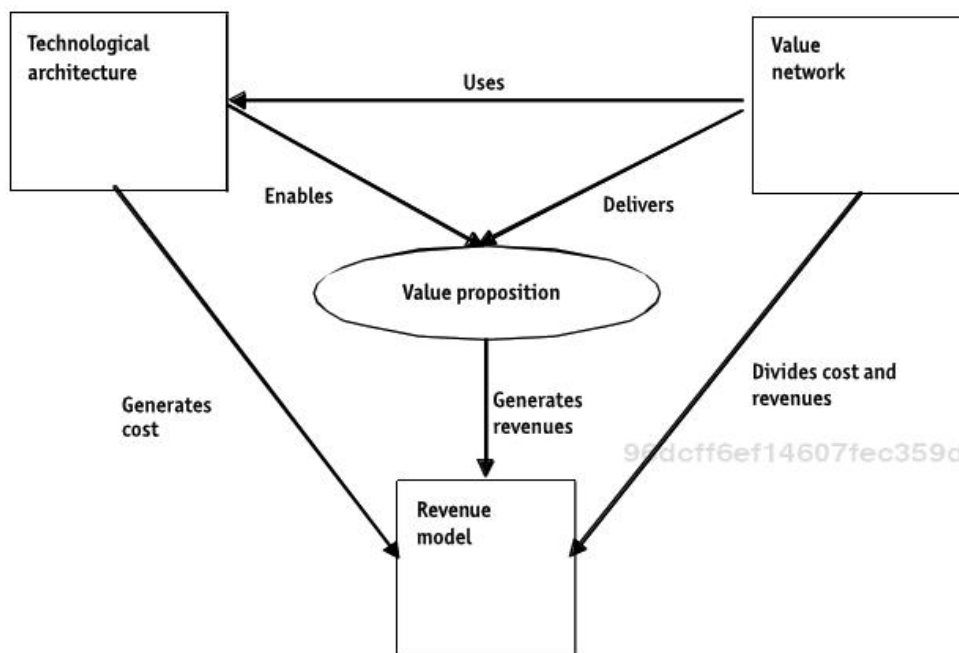 Technological
architecture
Value
network
Uses
Enables
Delivers
Value proposition
Generates
cost
Generates
revenues
Divides cost and
revenues
96dcff6ef14607fec359d
Revenue
model